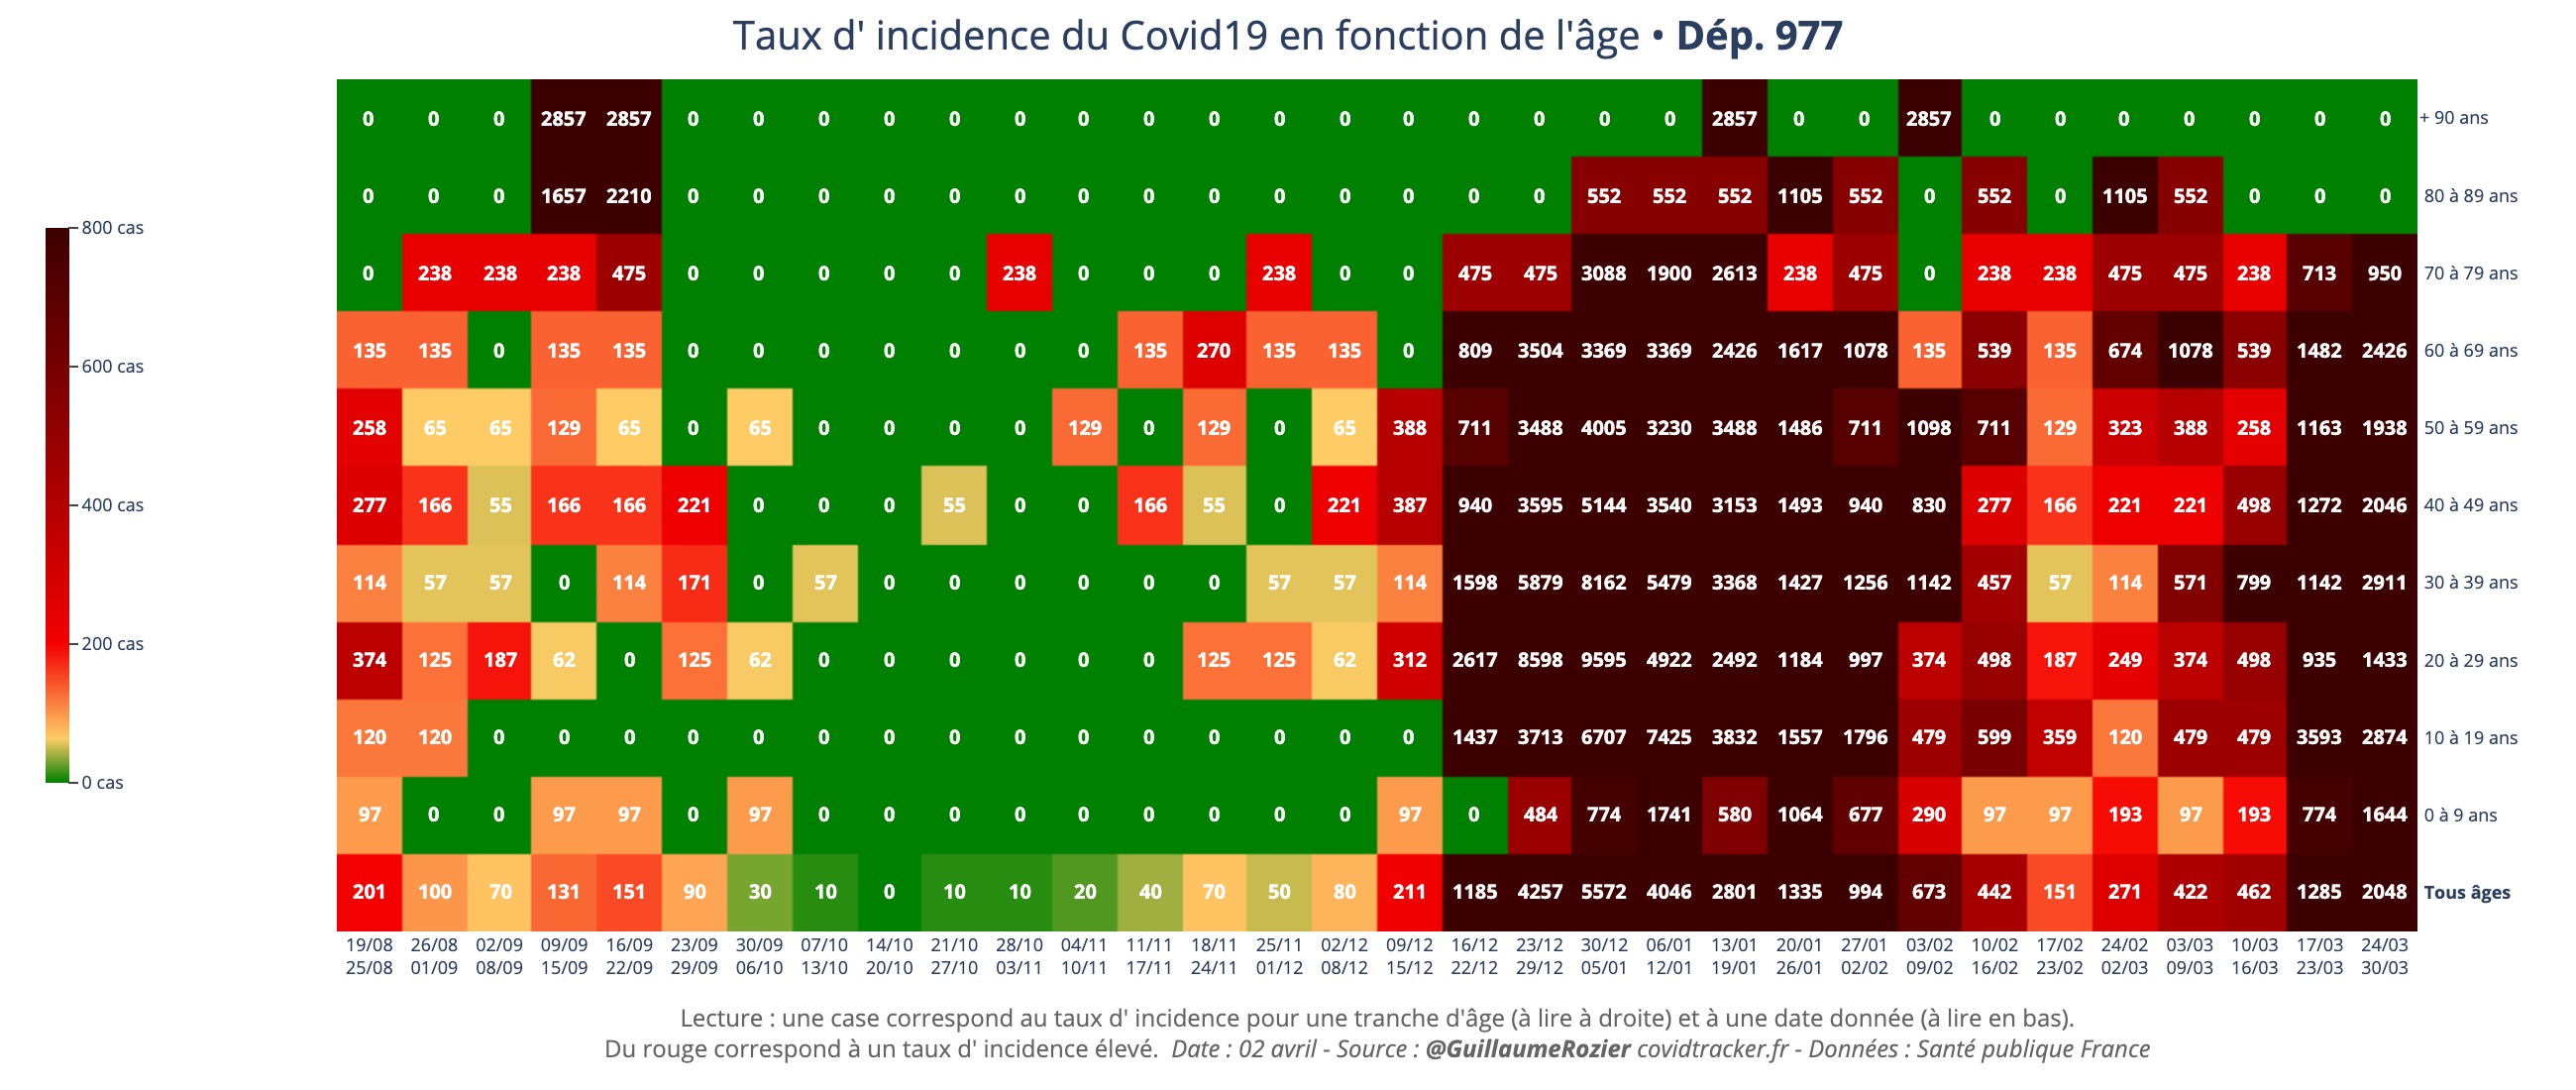 Taux d' incidence du Covid19 en fonction de l'âge • Dép. 977
800 cas
600 cas
400 cas
200 cas
0 cas
0 0 0 2857 2857 0 0 0 0 0 0 0 0 0 0 0 0 0 0 0 0 2857 0 0 2857 0 0 0 0 0 0 0 + 90 ans
0 0 0 1657 2210 0 0 0 0 0 0 0 0 0 0 0 0 0 0 552 552 552 1105 552 0 552 0 1105 552 0 0 0 80 à 89 ans
0 238 238 238 475 0 0 0 0 0 238 0 0 0 238 0 0 475 475 3088 1900 2613 238 475 0 238 238 475 475 238 713 950 70 à 79 ans
135 135 0 135 135 0 0 0 0 0 0 0 135 270 135 135 0 809 3504 3369 3369 2426 1617 1078 135 539 135 674 1078 539 1482 2426 60 à 69 ans
258 65 65 129 65 0 65 0 0 0 0 129 0 129 0 65 388 711 3488 4005 3230 3488 1486 711 1098 711 129 323 388 258 1163 1938 50 à 59 ans
277 166 55 166 166 221 0 0 0 55 0 0 166 55 0 221 387 940 3595 5144 3540 3153 1493 940 830 277 166 221 221 498 1272 2046 40 à 49 ans
114 57 57 0 114 171 0 57 0 0 0 0 0 0 57 57 114 1598 5879 8162 5479 3368 1427 1256 1142 457 57 114 571 799 1142 2911 30 à 39 ans
374 125 187 62 0 125 62 0 0 0 0 0 0 125 125 62 312 2617 8598 9595 4922 2492 1184 997 374 498 187 249 374 498 935 1433 20 à 29 ans
120 120 0 0 0 0 0 0 0 0 0 0 0 0 0 0 0 1437 3713 6707 7425 3832 1557 1796 479 599 359 120 479 479 3593 2874 10 à 19 ans
97 0 0 97 97 0 97 0 0 0 0 0 0 0 0 0 97 0 484 774 1741 580 1064 677 290 97 97 193 97 193 774 1644 0 à 9 ans
201 100 70 131 151 90 30 10 0 10 10 20 40 70 50 80 211 1185 4257 5572 4046 2801 1335 994 673 442 151 271 422 462 1285 2048 Tous âges
19/08 26/08 02/09 09/09 16/09 23/09 30/09 07/10 14/10 21/10 28/10 04/11 11/11 18/11 25/11 02/12 09/12 16/12 23/12 30/12 06/01 13/01 20/01 27/01 03/02 10/02 17/02 24/02 03/03 10/03 17/03 24/03
25/08 01/09 08/09 15/09 22/09 29/09 06/10 13/10 20/10 27/10 03/11 10/11 17/11 24/11 01/12 08/12 15/12 22/12 29/12 05/01 12/01 19/01 26/01 02/02 09/02 16/02 23/02 02/03 09/03 16/03 23/03 30/03
Lecture : une case correspond au taux d' incidence pour une tranche d'âge (à lire à droite) et à une date donnée (à lire en bas).
Du rouge correspond à un taux d' incidence élevé. Date : 02 avril - Source : @GuillaumeRozier covidtracker.fr - Données : Santé publique France